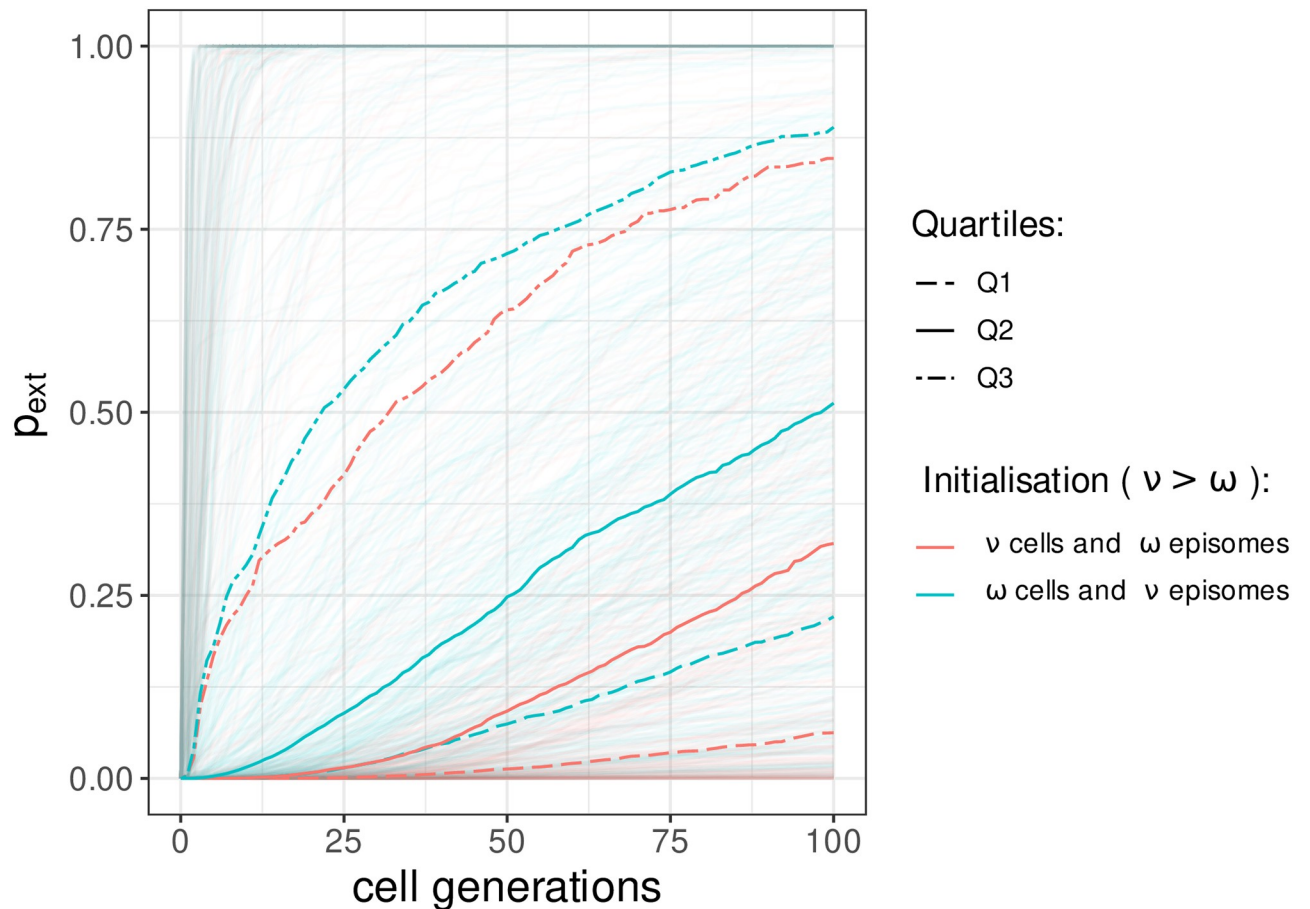 1.00
0.75
0.50
0.25
0.00
p_ext
0
25
50
75
100
cell generations
Quartiles:
Q1
Q2
Q3
Initialisation ( ν > ω ):
ν cells and ω episomes
ω cells and ν episomes